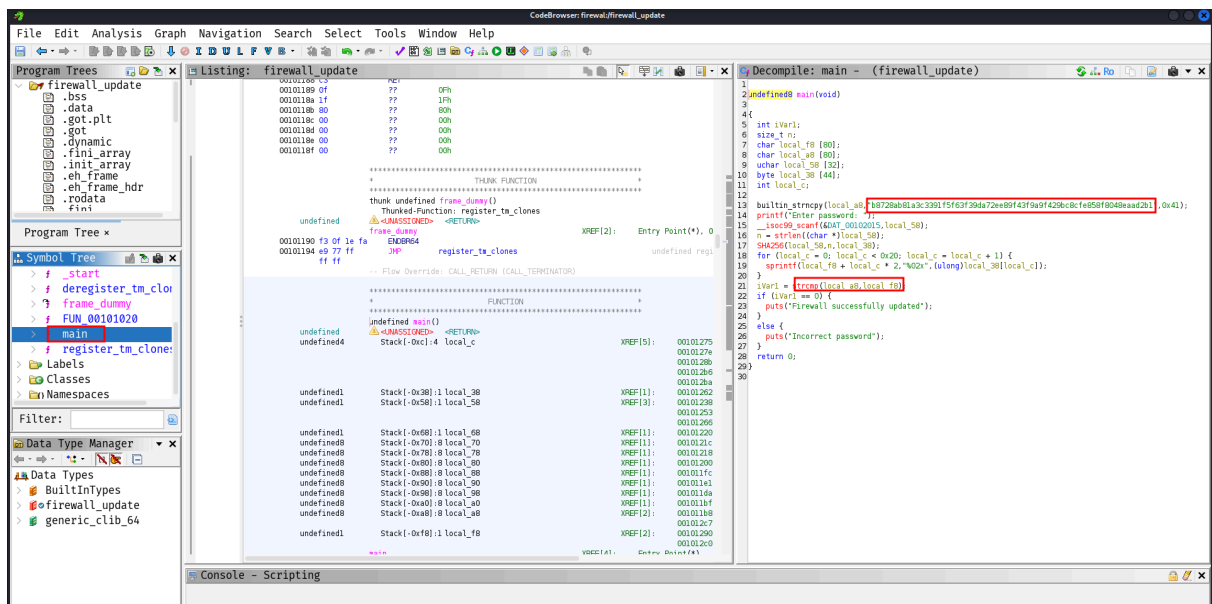 CodeBrowser: firewal:/firewall_update
File Edit Analysis Graph Navigation Search Select Tools Window Help
Program Trees
firewall_update
.bss
.data
.got.plt
.got
.dynamic
.fini_array
.init_array
.eh_frame
.eh_frame_hdr
.rodata
.fini
Program Tree ×
Symbol Tree
f _start
f deregister_tm_clon
f frame_dummy
f FUN_00101020
main
f register_tm_clones
Labels
Classes
Namespaces
Filter:
Data Type Manager
Data Types
BuiltInTypes
firewall_update
generic_clib_64
Listing: firewall_update
00101188 c3 RET
00101189 0f ?? 0Fh
0010118a 1f ?? 1Fh
0010118b 80 ?? 80h
0010118c 00 ?? 00h
0010118d 00 ?? 00h
0010118e 00 ?? 00h
0010118f 00 ?? 00h
THUNK FUNCTION
thunk undefined frame_dummy()
Thunked-Function: register_tm_clones
undefined <UNASSIGNED> <RETURN>
frame_dummy XREF[2]: Entry Point(*), 0
00101190 f3 0f 1e ENDBR64
fa
00101194 e9 77 ff JMP register_tm_clones undefined regi
ff ff
-- Flow Override: CALL_RETURN (CALL_TERMINATOR)
FUNCTION
undefined main()
undefined <UNASSIGNED> <RETURN>
undefined4 Stack[-0xc]:4 local_c XREF[5]: 00101275
0010127e
0010128b
001012b6
001012ba
undefined1 Stack[-0x38]:1 local_38 XREF[1]: 00101262
undefined1 Stack[-0x58]:1 local_58 XREF[3]: 00101238
00101253
00101266
undefined1 Stack[-0x68]:1 local_68 XREF[1]: 00101220
undefined8 Stack[-0x70]:8 local_70 XREF[1]: 0010121c
undefined8 Stack[-0x78]:8 local_78 XREF[1]: 00101218
undefined8 Stack[-0x80]:8 local_80 XREF[1]: 00101200
undefined8 Stack[-0x88]:8 local_88 XREF[1]: 001011fc
undefined8 Stack[-0x90]:8 local_90 XREF[1]: 001011e1
undefined8 Stack[-0x98]:8 local_98 XREF[1]: 001011da
undefined8 Stack[-0xa0]:8 local_a0 XREF[1]: 001011bf
undefined8 Stack[-0xa8]:8 local_a8 XREF[2]: 001011b8
001012c7
undefined1 Stack[-0xf8]:1 local_f8 XREF[2]: 00101290
001012c0
main XREF[4]: Entry Point(*)
Decompile: main - (firewall_update)
1
2 undefined8 main(void)
3
4 {
5 int iVar1;
6 size_t n;
7 char local_f8 [80];
8 char local_a8 [80];
9 uchar local_58 [32];
10 byte local_38 [44];
11 int local_c;
12
13 builtin_strncpy(local_a8,"b8728ab81a3c3391f5f63f39da72ee89f43f9a9f429bc8cfe858f8048eaad2b1",0x41);
14 printf("Enter password: ");
15 __isoc99_scanf(&DAT_00102015,local_58);
16 n = strlen((char *)local_58);
17 SHA256(local_58,n,local_38);
18 for (local_c = 0; local_c < 0x20; local_c = local_c + 1) {
19 sprintf(local_f8 + local_c * 2,"%02x",(ulong)local_38[local_c]);
20 }
21 iVar1 = strcmp(local_a8,local_f8);
22 if (iVar1 == 0) {
23 puts("Firewall successfully updated");
24 }
25 else {
26 puts("Incorrect password");
27 }
28 return 0;
29 }
30
Console - Scripting